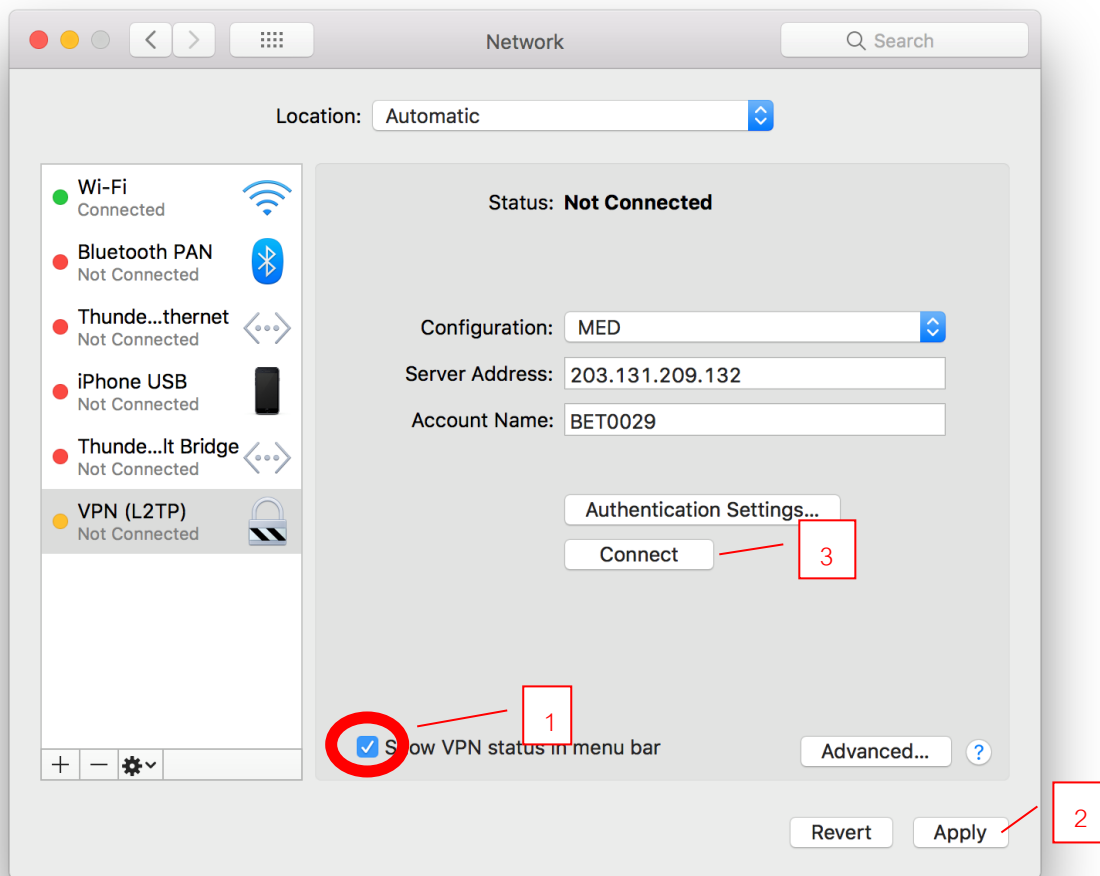 Network
Search
Location: Automatic
Wi-Fi
Connected
Bluetooth PAN
Not Connected
Thunde...thernet
Not Connected
iPhone USB
Not Connected
Thunde...lt Bridge
Not Connected
VPN (L2TP)
Not Connected
Status: Not Connected
Configuration: MED
Server Address: 203.131.209.132
Account Name: BET0029
Authentication Settings...
Connect
3
1
Show VPN status in menu bar
Advanced...
?
Revert
Apply
2